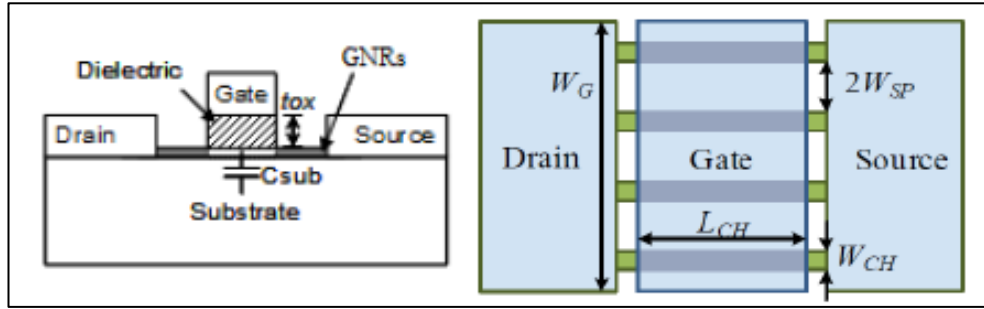 GNRs
Dielectric
Gate
tox
Drain
Source
Csub
Substrate
W_G
2W_SP
Drain
Gate
Source
L_CH
W_CH